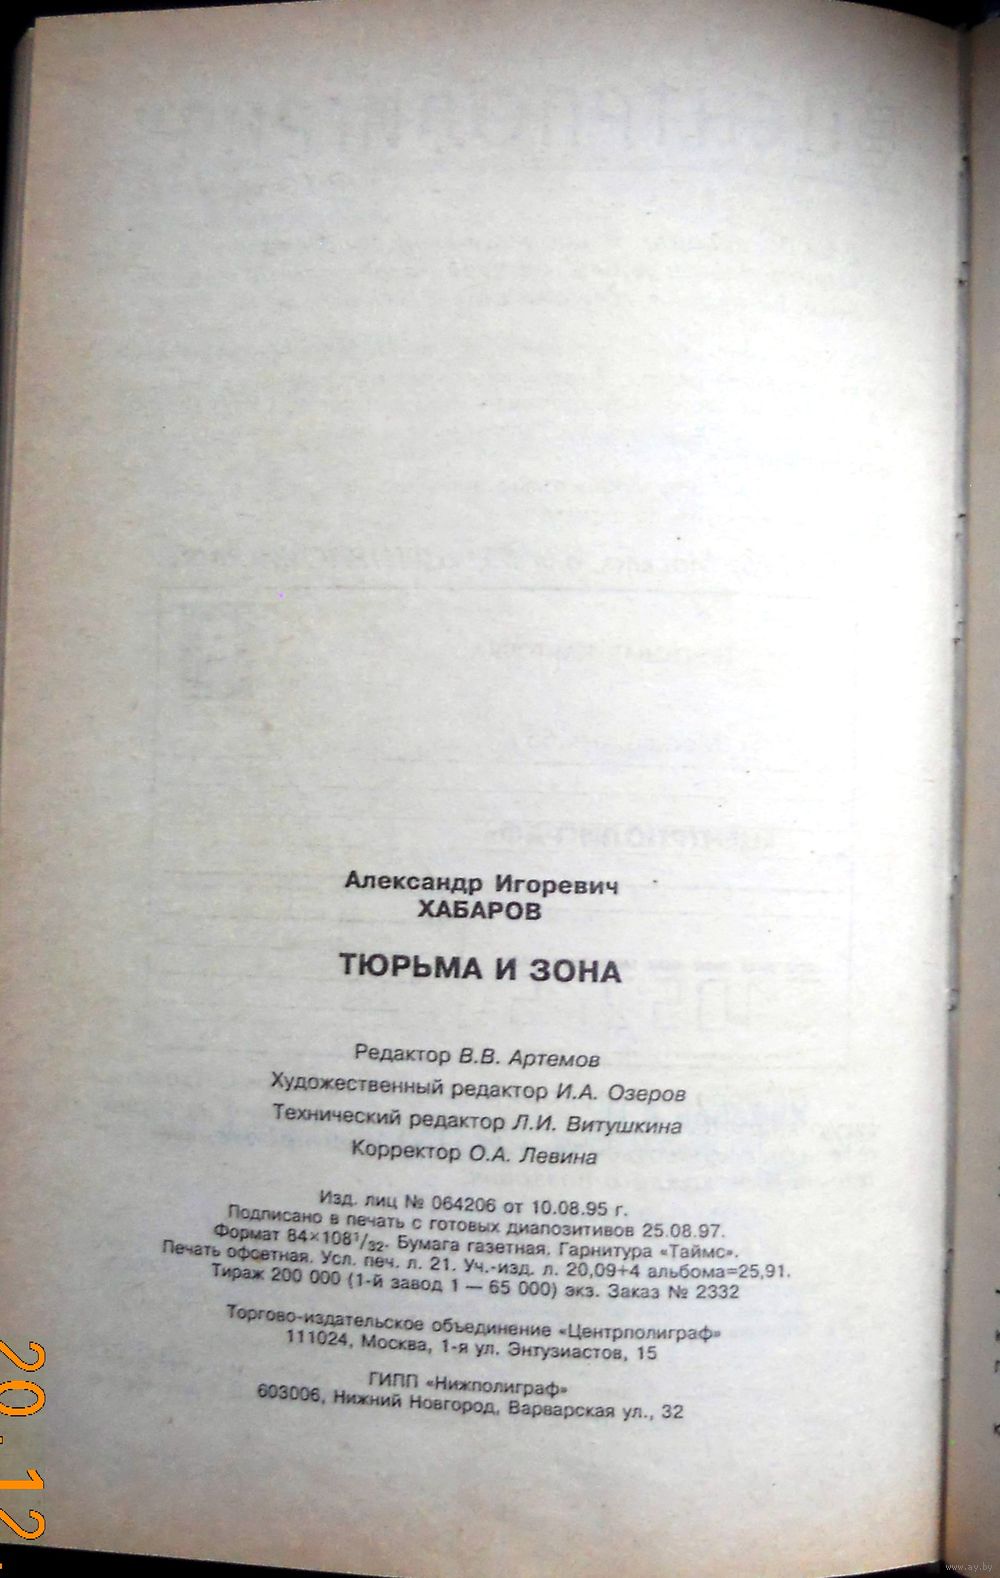 Александр Игоревич
ХАБАРОВ
ТЮРЬМА И ЗОНА
Редактор В.В. Артемов
Художественный редактор И.А. Озеров
Технический редактор Л.И. Витушкина
Корректор О.А. Левина
Изд. лиц № 064206 от 10.08.95 г.
Подписано в печать с готовых диапозитивов 25.08.97.
Формат 84×108¹/₃₂. Бумага газетная. Гарнитура «Таймс».
Печать офсетная. Усл. печ. л. 21. Уч.-изд. л. 20,09+4 альбома=25,91.
Тираж 200 000 (1-й завод 1 — 65 000) экз. Заказ № 2332
Торгово-издательское объединение «Центрполиграф»
111024, Москва, 1-я ул. Энтузиастов, 15
ГИПП «Нижполиграф»
603006, Нижний Новгород, Варварская ул., 32
20.12.
www.ay.by